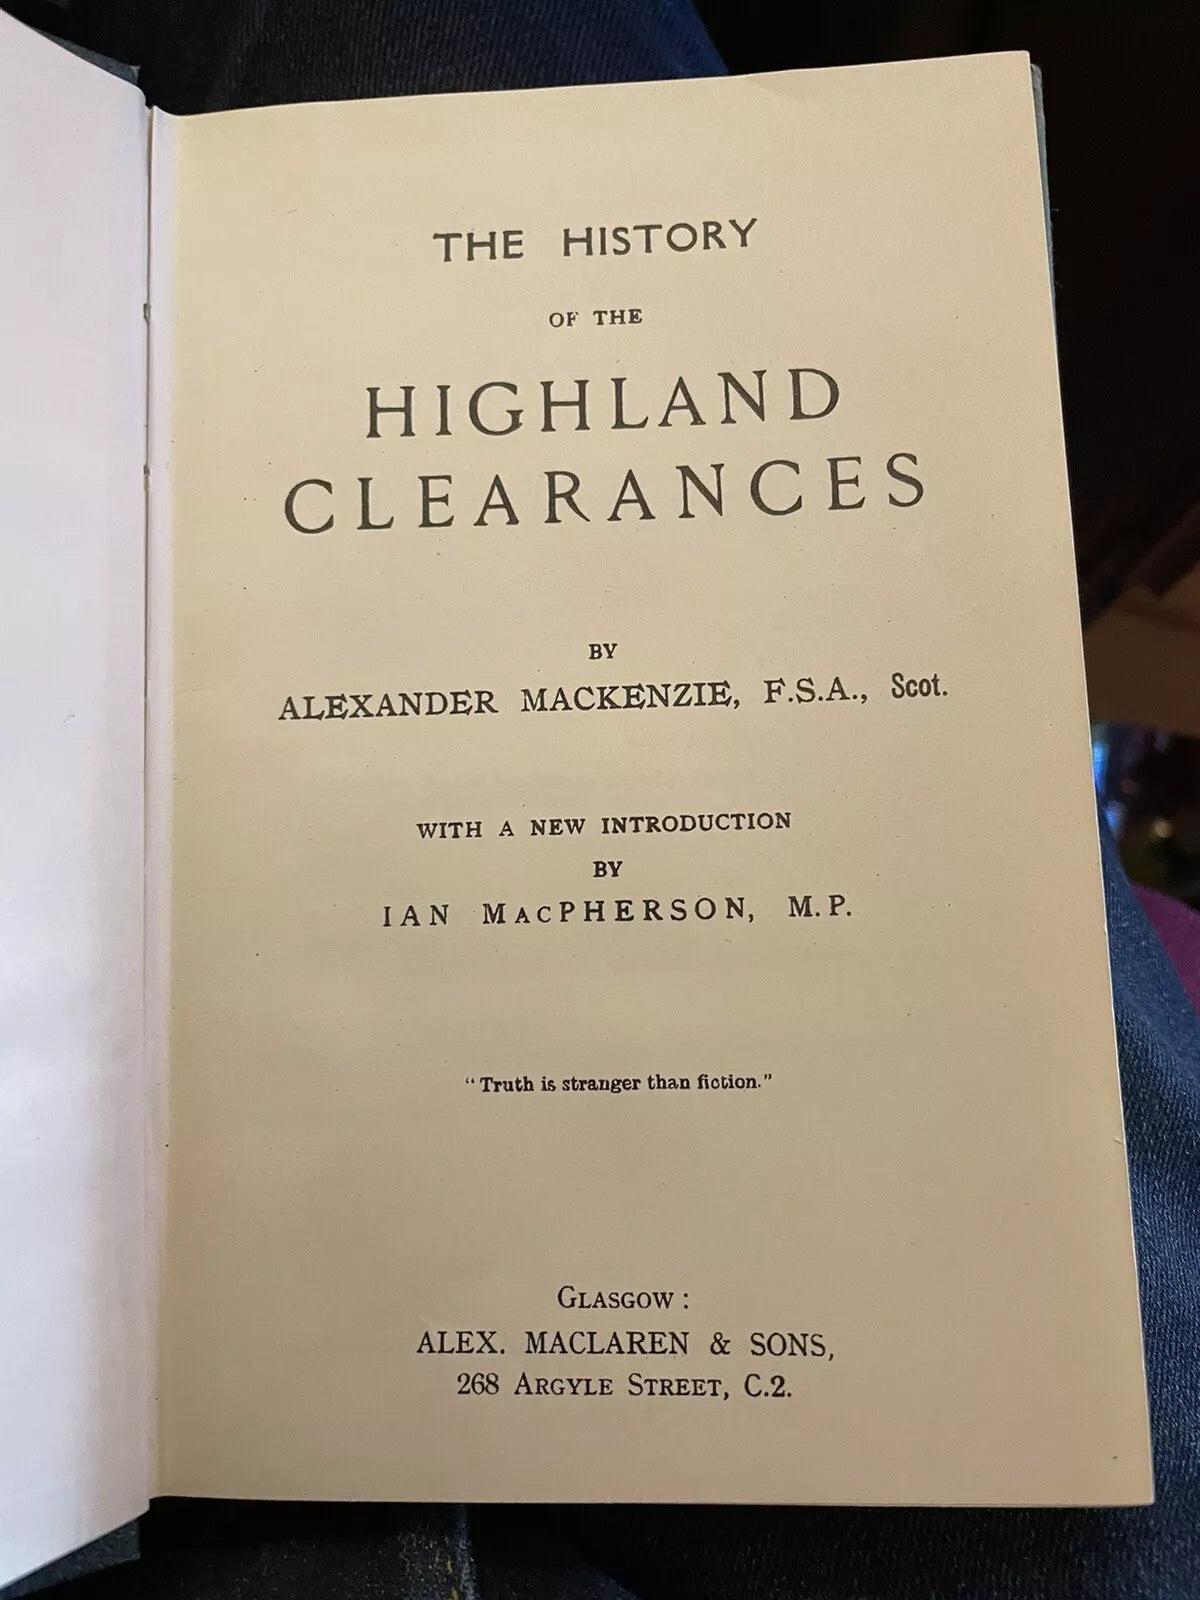 THE HISTORY
OF THE
HIGHLAND
CLEARANCES
BY
ALEXANDER MACKENZIE, F.S.A., Scot.
WITH A NEW INTRODUCTION
BY
IAN MACPHERSON, M.P.
"Truth is stranger than fiction."
GLASGOW:
ALEX. MACLAREN & SONS,
268 ARGYLE STREET, C.2.